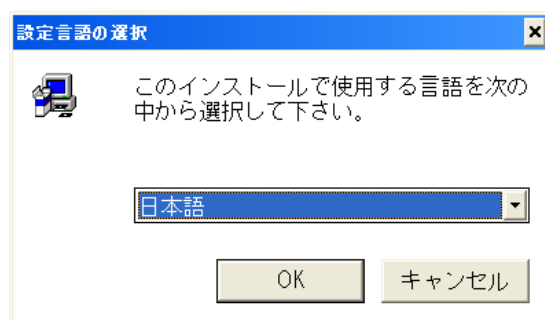 設定言語の選択
このインストールで使用する言語を次の
中から選択して下さい。
日本語
OK
キャンセル